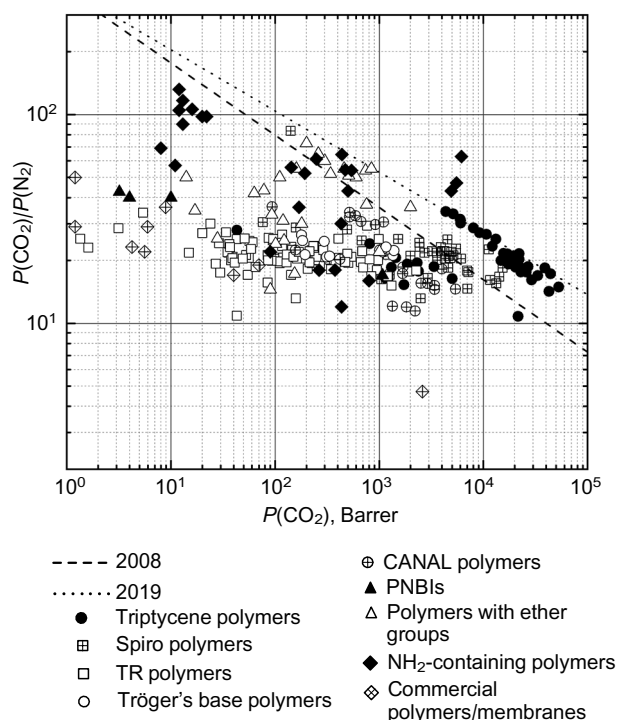 P(CO₂)/P(N₂)
10²
10¹
10⁰ 10¹ 10² 10³ 10⁴ 10⁵
P(CO₂), Barrer
2008
2019
Triptycene polymers
Spiro polymers
TR polymers
Tröger's base polymers
CANAL polymers
PNBIs
Polymers with ether
groups
NH₂-containing polymers
Commercial
polymers/membranes